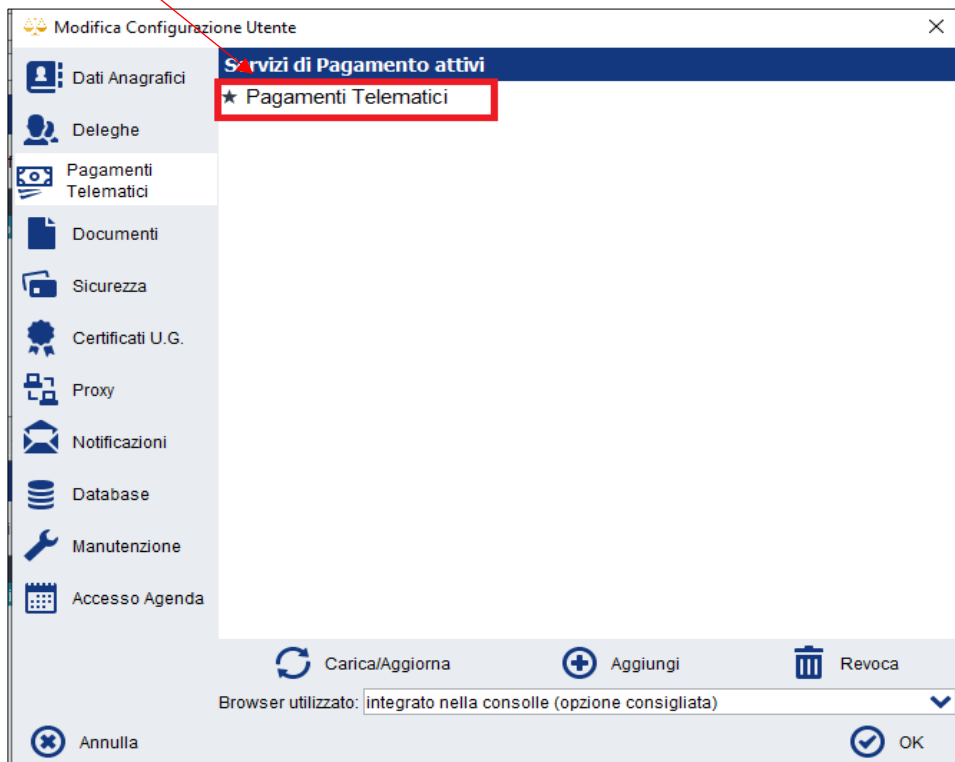 Modifica Configurazione Utente
Dati Anagrafici
Deleghe
Pagamenti
Telematici
Documenti
Sicurezza
Certificati U.G.
Proxy
Notificazioni
Database
Manutenzione
Accesso Agenda
Servizi di Pagamento attivi
★ Pagamenti Telematici
Carica/Aggiorna Aggiungi Revoca
Browser utilizzato: integrato nella consolle (opzione consigliata)
Annulla OK